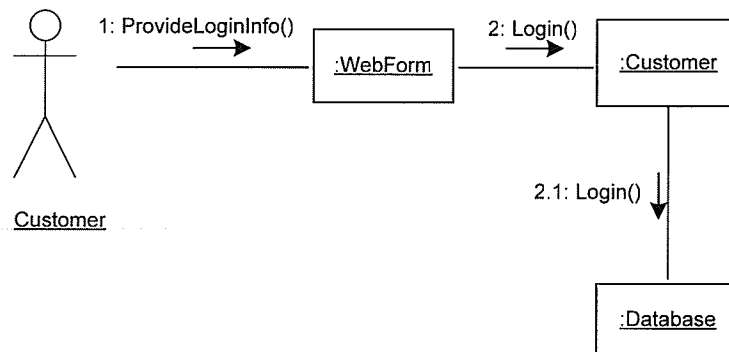 1: ProvideLoginInfo()
2: Login()
:WebForm
:Customer
2.1: Login()
Customer
:Database